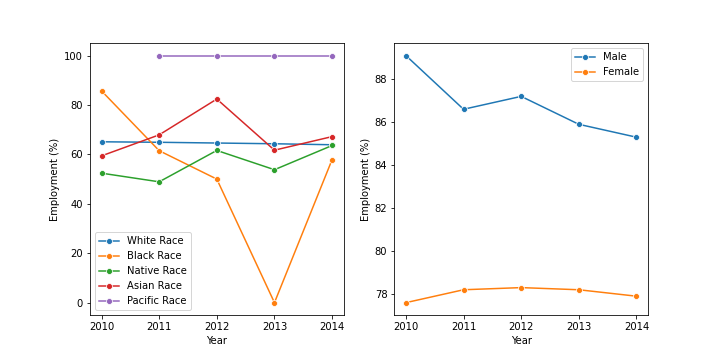 100
80
60
40
20
0
Employment (%)
2010
2011
2012
2013
2014
Year
White Race
Black Race
Native Race
Asian Race
Pacific Race
88
86
84
82
80
78
Employment (%)
2010
2011
2012
2013
2014
Year
Male
Female